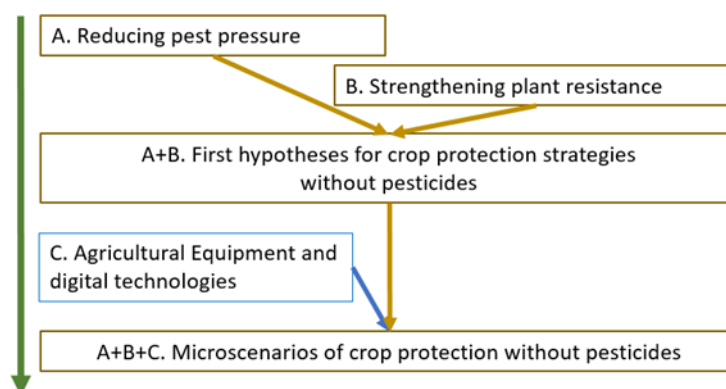 A. Reducing pest pressure
B. Strengthening plant resistance
A+B. First hypotheses for crop protection strategies
without pesticides
C. Agricultural Equipment and
digital technologies
A+B+C. Microscenarios of crop protection without pesticides